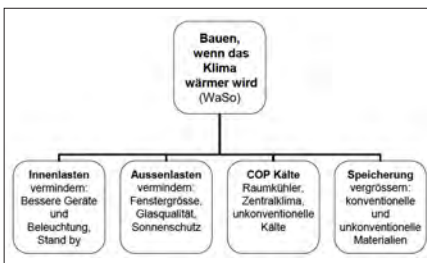 Bauen,
wenn das
Klima
wärmer wird
(WaSo)
Innenlasten
vermindern:
Bessere Geräte
und
Beleuchtung,
Stand by
Aussenlasten
vermindern:
Fenstergrösse,
Glasqualität,
Sonnenschutz
COP Kälte
Raumkühler,
Zentralklima,
unkonventionelle
Kälte
Speicherung
vergrössern:
konventionelle
und
unkonventionelle
Materialien